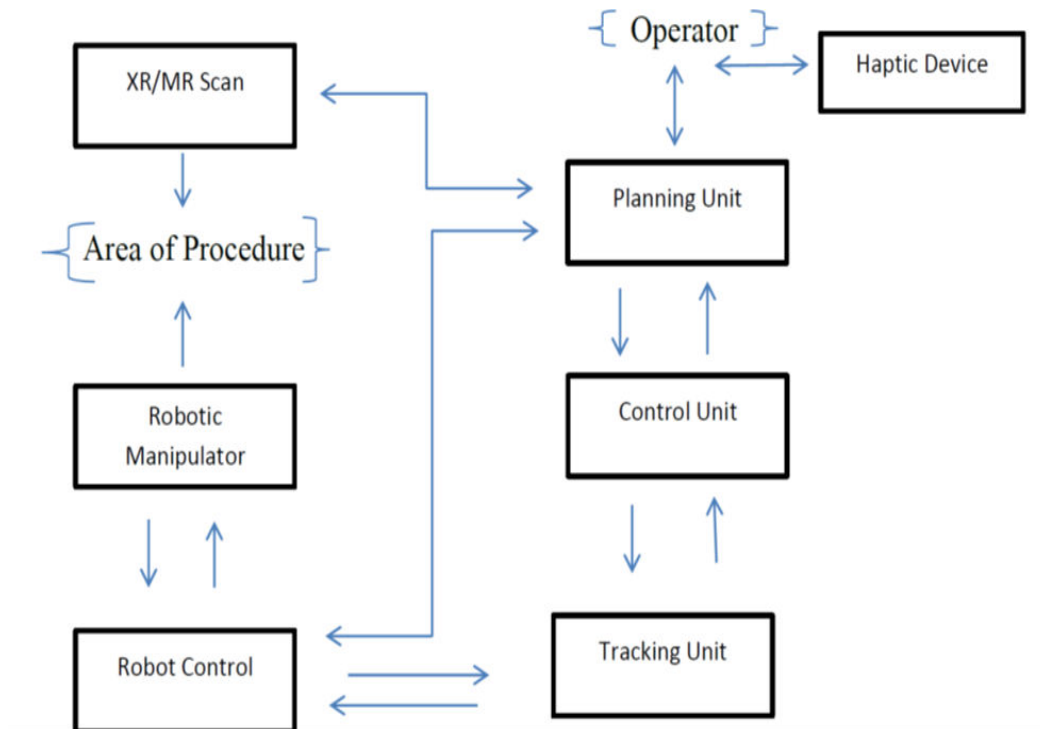 Operator
Haptic Device
XR/MR Scan
Planning Unit
Area of Procedure
Robotic
Manipulator
Control Unit
Robot Control
Tracking Unit